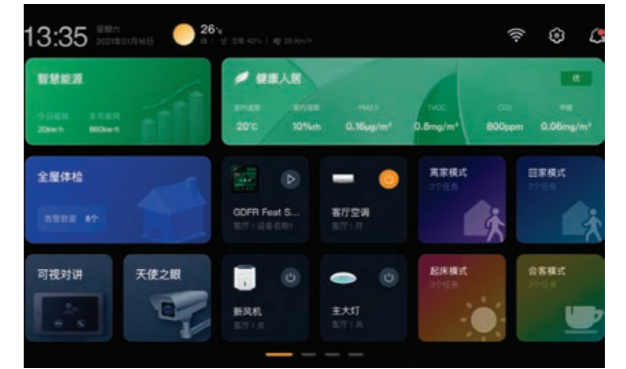 13:35
星期六
2021年01月16日
26°c
湿度 40%
智慧能源
今日能耗 本月能耗
20kw·h 860kw·h
健康人居
优
室内温度 室内湿度 PM2.5 TVOC CO2 甲醛
20°C 10%m 0.16ug/m³ 0.8mg/m³ 800ppm 0.06mg/m³
全屋体检
告警数量 8个
GDFR Feat S...
客厅 | 设备名称1
客厅空调
客厅 | 开
离家模式
3个任务
回家模式
3个任务
可视对讲
天使之眼
新风机
客厅 | 关
主大灯
客厅 | 关
起床模式
3个任务
会客模式
3个任务